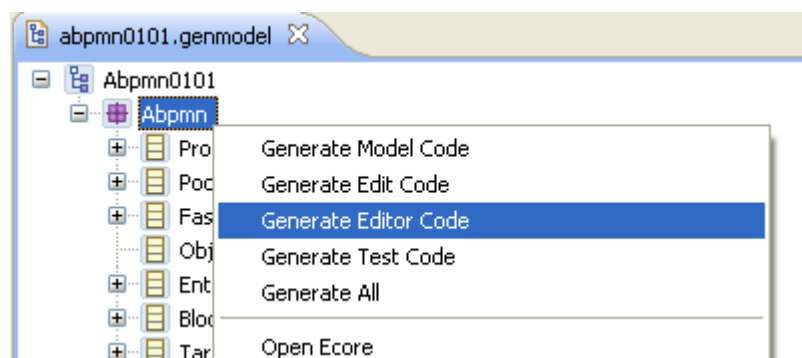 abpmn0101.genmodel
Abpmn0101
Abpmn
Pro
Generate Model Code
Poc
Generate Edit Code
Fas
Generate Editor Code
Obj
Generate Test Code
Ent
Generate All
Bloc
Tar
Open Ecore